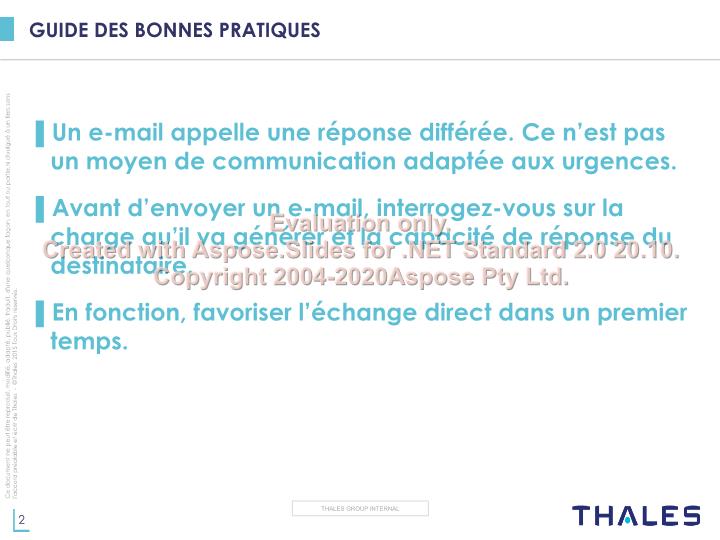 GUIDE DES BONNES PRATIQUES
Un e-mail appelle une réponse différée. Ce n’est pas
un moyen de communication adaptée aux urgences.
Avant d’envoyer un e-mail, interrogez-vous sur la
charge qu’il va générer et la capacité de réponse du
destinataire.
Evaluation only.
Created with Aspose.Slides for .NET Standard 2.0 20.10.
Copyright 2004-2020Aspose Pty Ltd.
En fonction, favoriser l’échange direct dans un premier
temps.
Ce document ne peut être reproduit, modifié, adapté, publié, traduit, d'une quelconque façon, en tout ou partie, ni divulgué à un tiers sans
l'accord préalable et écrit de Thales - ©Thales 2015 Tous Droits réservés.
2
THALES GROUP INTERNAL
THALES